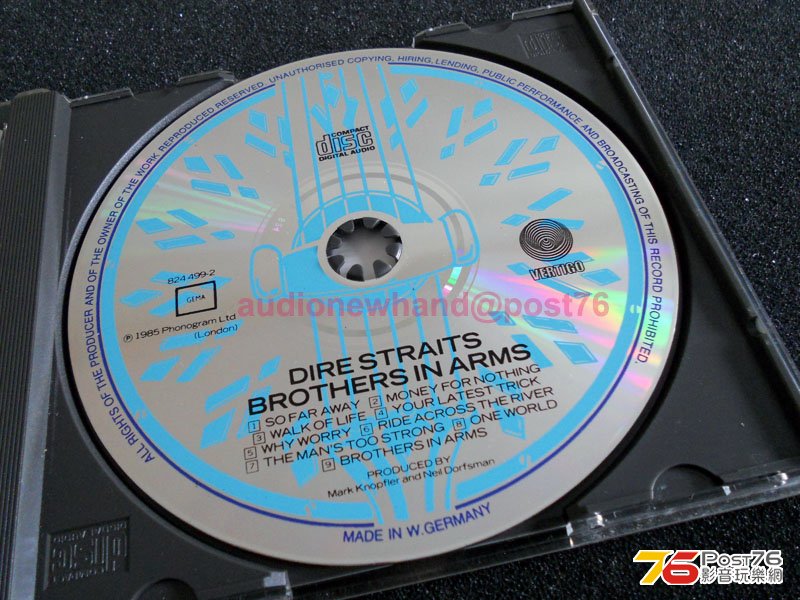 ALL RIGHTS OF THE PRODUCER AND OF THE OWNER OF THE WORK REPRODUCED RESERVED. UNAUTHORISED COPYING, HIRING, LENDING, PUBLIC PERFORMANCE AND BROADCASTING OF THIS RECORD PROHIBITED.
COMPACT
disc
DIGITAL AUDIO
824 499-2
GEMA
℗ 1985 Phonogram Ltd
(London)
VERTIGO
audionewhand@post76
DIRE STRAITS
BROTHERS IN ARMS
1 SO FAR AWAY 2 MONEY FOR NOTHING
3 WALK OF LIFE 4 YOUR LATEST TRICK
5 WHY WORRY 6 RIDE ACROSS THE RIVER
7 THE MAN'S TOO STRONG 8 ONE WORLD
9 BROTHERS IN ARMS
PRODUCED BY
Mark Knopfler and Neil Dorfsman
MADE IN W. GERMANY
76 Post76
影音玩樂網